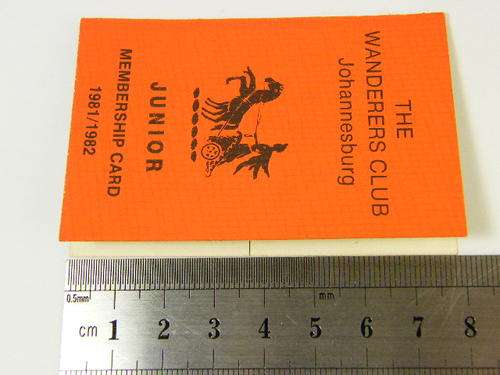 THE
WANDERERS CLUB
Johannesburg
JUNIOR
MEMBERSHIP CARD
1981/1982
0.5mm mm
cm 1 2 3 4 5 6 7 8